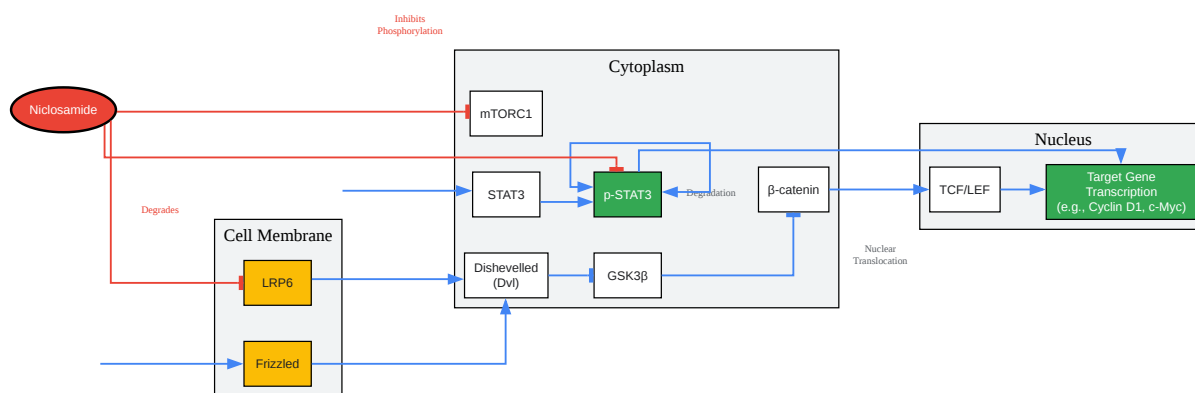 Inhibits
Phosphorylation
Cytoplasm
Niclosamide
mTORC1
Nucleus
STAT3
p-STAT3
Degradation
β-catenin
TCF/LEF
Target Gene
Transcription
(e.g., Cyclin D1, c-Myc)
Degrades
Cell Membrane
Nuclear
Translocation
LRP6
Dishevelled
(Dvl)
GSK3β
Frizzled